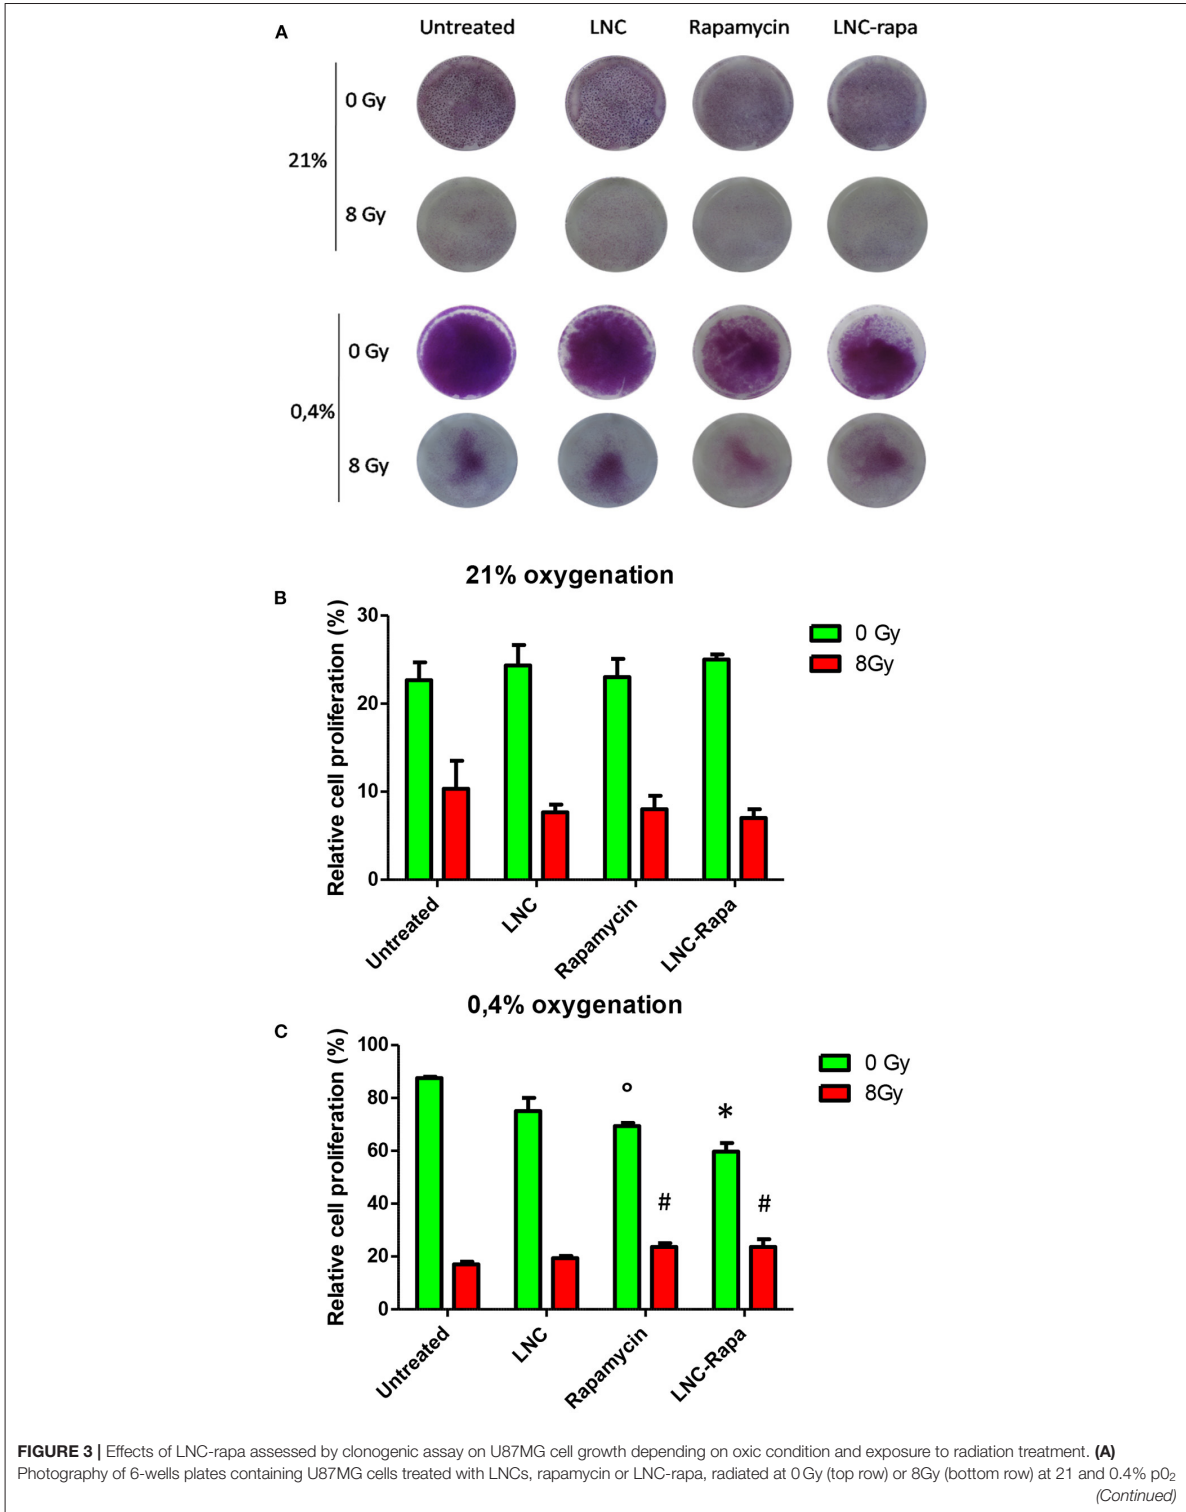 A
Untreated LNC Rapamycin LNC-rapa
0 Gy
21%
8 Gy
0 Gy
0,4%
8 Gy
21% oxygenation
B
Relative cell proliferation (%)
30
20
10
0
0 Gy
8Gy
Untreated
LNC
Rapamycin
LNC-Rapa
0,4% oxygenation
C
Relative cell proliferation (%)
100
80
60
40
20
0
°
*
#
#
0 Gy
8Gy
Untreated
LNC
Rapamycin
LNC-Rapa
FIGURE 3 | Effects of LNC-rapa assessed by clonogenic assay on U87MG cell growth depending on oxic condition and exposure to radiation treatment. (A)
Photography of 6-wells plates containing U87MG cells treated with LNCs, rapamycin or LNC-rapa, radiated at 0 Gy (top row) or 8Gy (bottom row) at 21 and 0.4% p0₂
(Continued)